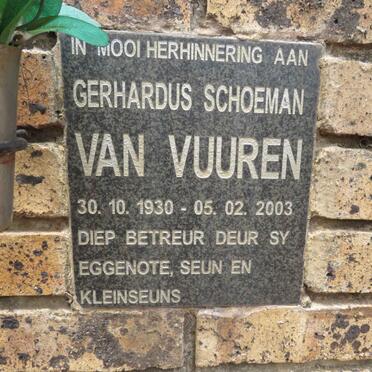 IN MOOI HERHINNERING AAN
GERHARDUS SCHOEMAN
VAN VUUREN
30. 10. 1930 - 05. 02. 2003
DIEP BETREUR DEUR SY
EGGENOTE, SEUN EN
KLEINSEUNS